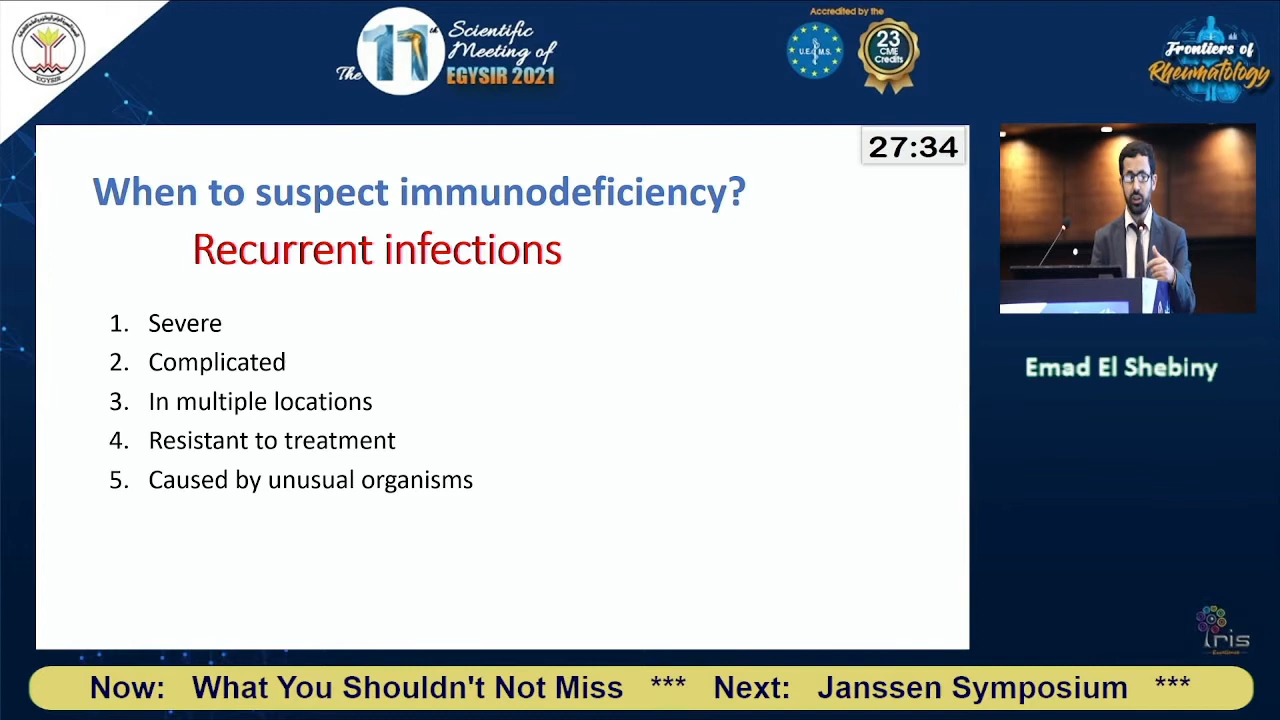 The 11th
Scientific
Meeting of
EGYSIR 2021
EGYSIR
Accredited by the
U.E.M.S.
23
CME
Credits
Frontiers of
Rheumatology
27:34
When to suspect immunodeficiency?
Recurrent infections
1. Severe
2. Complicated
3. In multiple locations
4. Resistant to treatment
5. Caused by unusual organisms
Emad El Shebiny
Iris
Now: What You Shouldn't Not Miss *** Next: Janssen Symposium ***